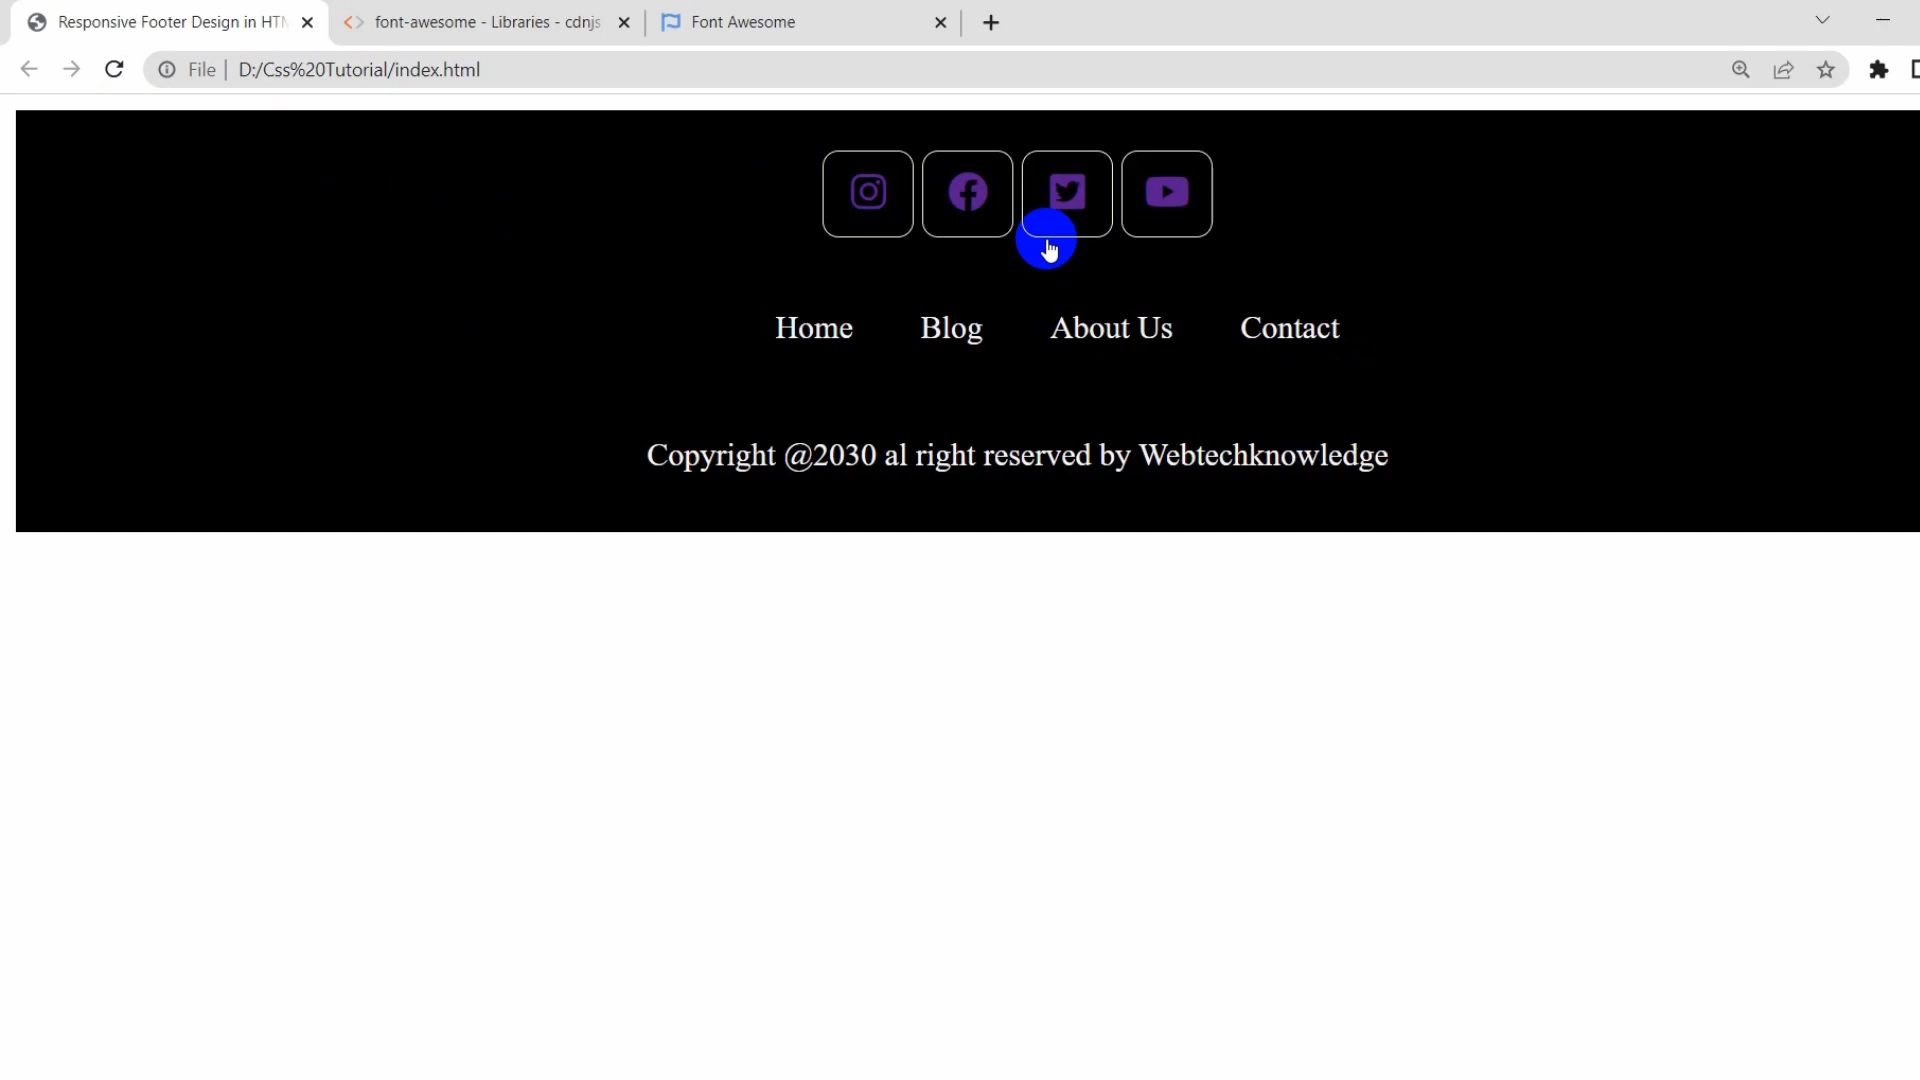 Responsive Footer Design in HTM
font-awesome - Libraries - cdnjs
Font Awesome
File | D:/Css%20Tutorial/index.html
Home Blog About Us Contact
Copyright @2030 al right reserved by Webtechknowledge